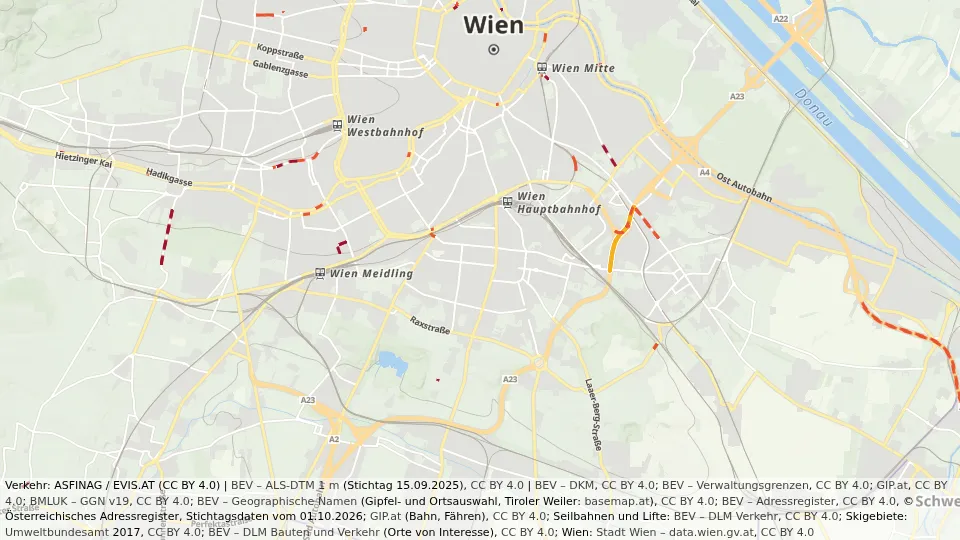 Wien
A22
Koppstraße
Gablenzgasse
Wien Mitte
A23
Donau
Wien
Westbahnhof
Hietzinger Kai
Hadikgasse
A4
Ost Autobahn
Wien
Hauptbahnhof
Wien Meidling
Raxstraße
A23
Laaer-Berg-Straße
A23
A2
Verkehr: ASFINAG / EVIS.AT (CC BY 4.0) | BEV – ALS-DTM 1 m (Stichtag 15.09.2025), CC BY 4.0 | BEV – DKM, CC BY 4.0; BEV – Verwaltungsgrenzen, CC BY 4.0; GIP.at, CC BY
4.0; BMLUK – GGN v19, CC BY 4.0; BEV – Geographische Namen (Gipfel- und Ortsauswahl, Tiroler Weiler: basemap.at), CC BY 4.0; BEV – Adressregister, CC BY 4.0, ©
Schwe
Österreichisches Adressregister, Stichtagsdaten vom 01.10.2026; GIP.at (Bahn, Fähren), CC BY 4.0; Seilbahnen und Lifte: BEV – DLM Verkehr, CC BY 4.0; Skigebiete:
Perfektastraße
Umweltbundesamt 2017, CC BY 4.0; BEV – DLM Bauten und Verkehr (Orte von Interesse), CC BY 4.0; Wien: Stadt Wien – data.wien.gv.at, CC BY 4.0